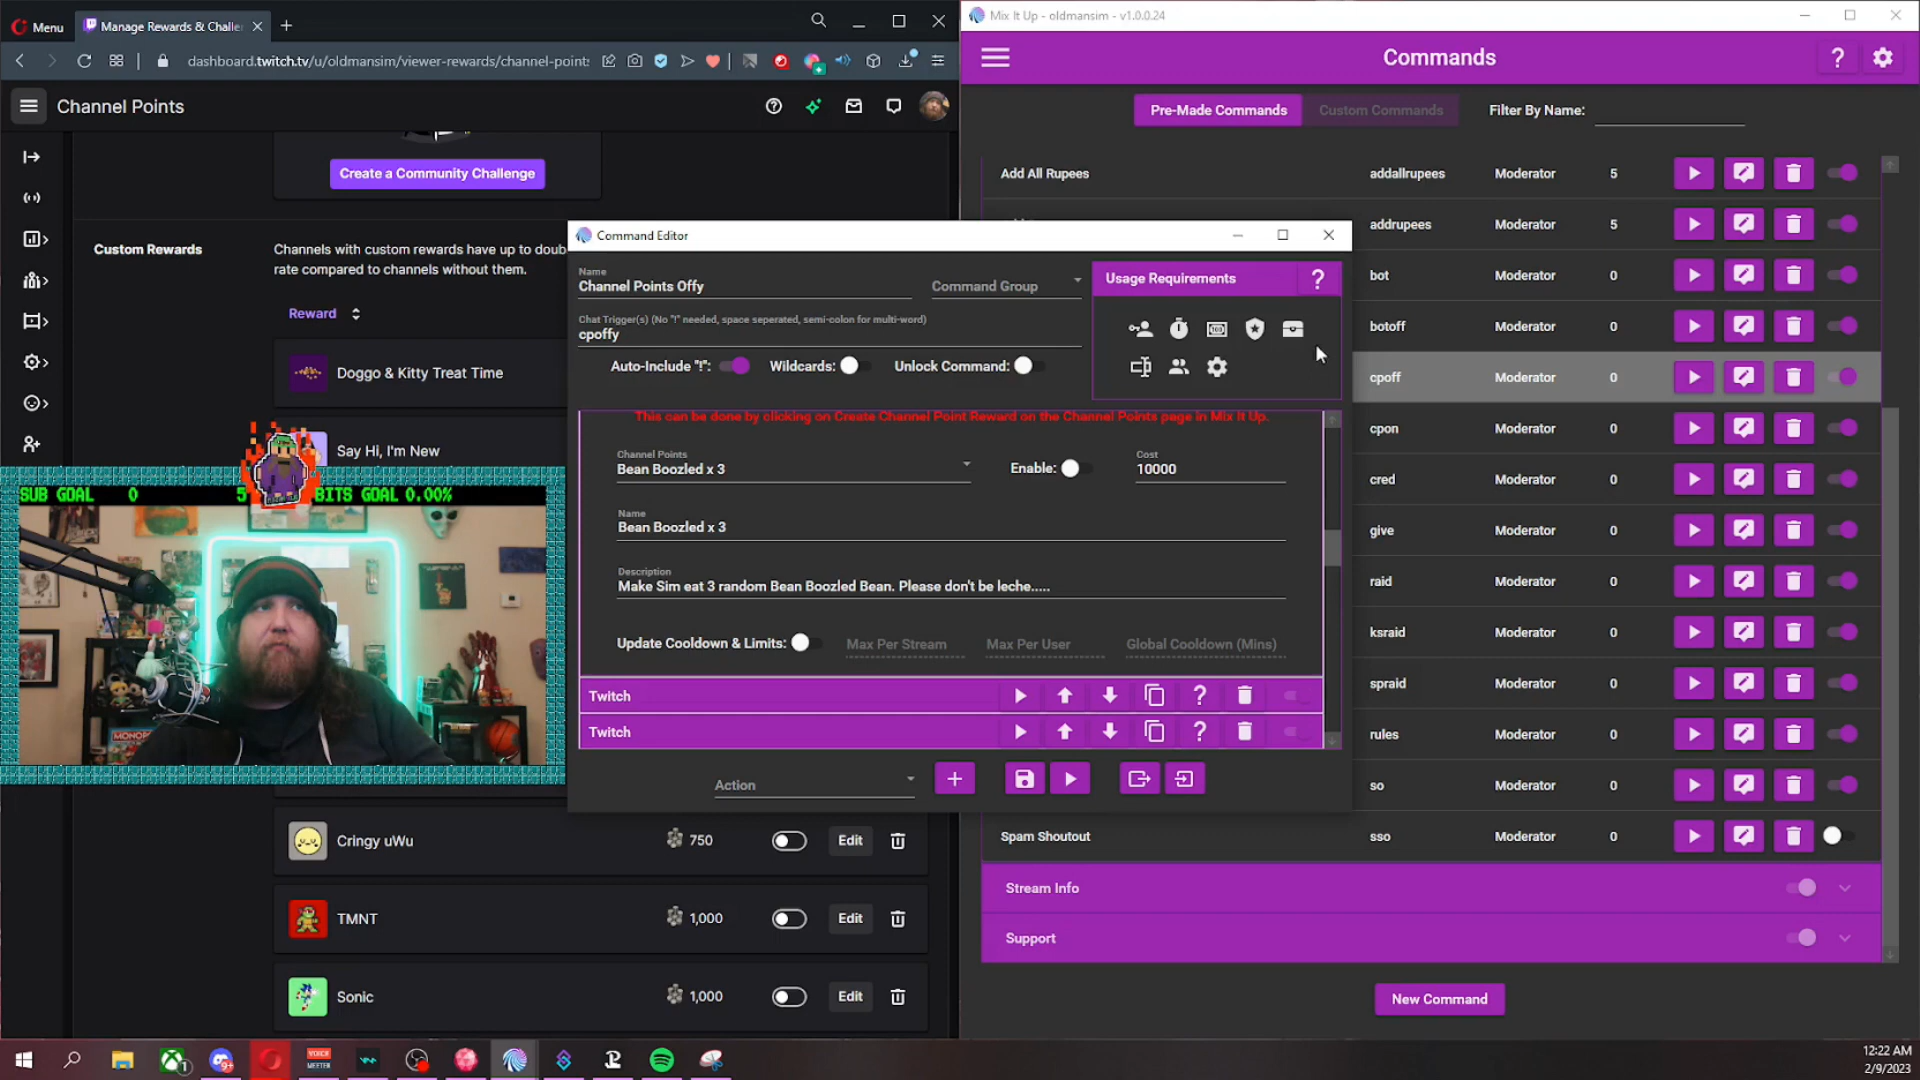 Menu
Manage Rewards & Challe
Mix It Up - oldmansim - v1.0.0.24
dashboard.twitch.tv/u/oldmansim/viewer-rewards/channel-point
Commands
Channel Points
Pre-Made Commands
Custom Commands
Filter By Name:
Create a Community Challenge
Add All Rupees
addallrupees
Moderator
5
addrupees
Moderator
5
Command Editor
Custom Rewards
Channels with custom rewards have up to doub
rate compared to channels without them.
Name
Channel Points Offy
Command Group
Usage Requirements
?
bot
Moderator
0
Reward
Chat Trigger(s) (No "!" needed, space seperated, semi-colon for multi-word)
cpoffy
botoff
Moderator
0
Doggo & Kitty Treat Time
Auto-Include "!":
Wildcards:
Unlock Command:
cpoff
Moderator
0
This can be done by clicking on Create Channel Point Reward on the Channel Points page in Mix It Up.
cpon
Moderator
0
Say Hi, I'm New
Channel Points
Bean Boozled x 3
Enable:
Cost
10000
cred
Moderator
0
SUB GOAL 0 5 BITS GOAL 0.00%
Name
Bean Boozled x 3
give
Moderator
0
Description
Make Sim eat 3 random Bean Boozled Bean. Please don't be leche.....
raid
Moderator
0
Update Cooldown & Limits:
Max Per Stream
Max Per User
Global Cooldown (Mins)
ksraid
Moderator
0
Twitch
?
spraid
Moderator
0
Twitch
?
rules
Moderator
0
Action
so
Moderator
0
Cringy uWu
750
Edit
Spam Shoutout
sso
Moderator
0
Stream Info
TMNT
1,000
Edit
Support
Sonic
1,000
Edit
New Command
VOICE
MEETER
12:22 AM
2/9/2023
MONOPOLY